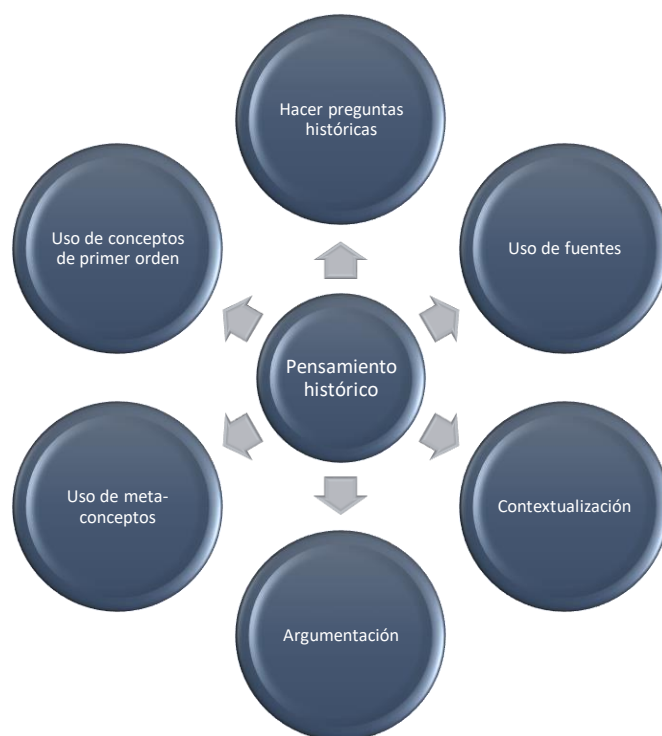 Hacer preguntas
históricas
Uso de conceptos
de primer orden
Uso de fuentes
Pensamiento
histórico
Uso de meta-
conceptos
Contextualización
Argumentación